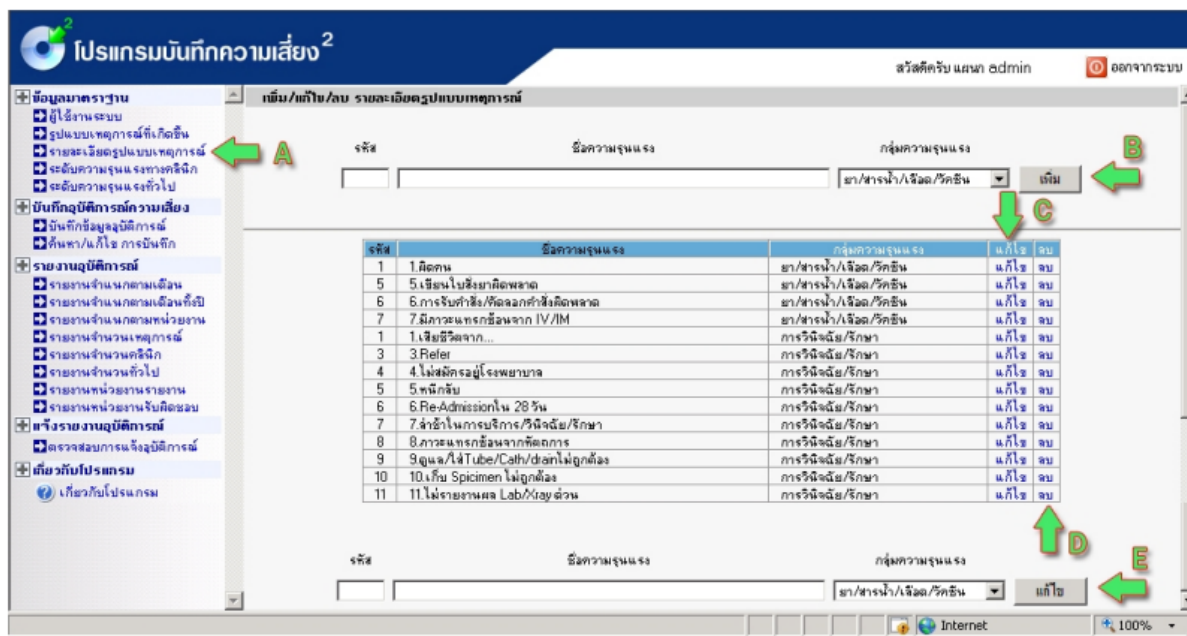 โปรแกรมบันทึกความเสี่ยง²
สวัสดีครับ แผนก admin
ออกจากระบบ
ข้อมูลมาตราฐาน
ผู้ใช้งานระบบ
รูปแบบเหตุการณ์ที่เกิดขึ้น
รายละเอียดรูปแบบเหตุการณ์
ระดับความรุนแรงทางคลินิก
ระดับความรุนแรงทั่วไป
บันทึกอุบัติการณ์ความเสี่ยง
บันทึกข้อมูลอุบัติการณ์
ค้นหา/แก้ไข การบันทึก
รายงานอุบัติการณ์
รายงานจำแนกตามเดือน
รายงานจำแนกตามเดือนทั้งปี
รายงานจำแนกตามหน่วยงาน
รายงานจำนวนเหตุการณ์
รายงานจำนวนคลินิก
รายงานจำนวนทั่วไป
รายงานหน่วยงานรายงาน
รายงานหน่วยงานรับผิดชอบ
แจ้งรายงานอุบัติการณ์
ตรวจสอบการแจ้งอุบัติการณ์
เกี่ยวกับโปรแกรม
เกี่ยวกับโปรแกรม
A
เพิ่ม/แก้ไข/ลบ รายละเอียดรูปแบบเหตุการณ์
รหัส ชื่อความรุนแรง กลุ่มความรุนแรง
B
ยา/สารน้ำ/เลือด/วัคซีน เพิ่ม
C
รหัส ชื่อความรุนแรง กลุ่มความรุนแรง แก้ไข ลบ
1 1.ผิดคน ยา/สารน้ำ/เลือด/วัคซีน แก้ไข ลบ
5 5.เขียนใบสั่งยาผิดพลาด ยา/สารน้ำ/เลือด/วัคซีน แก้ไข ลบ
6 6.การรับคำสั่ง/คัดลอกคำสั่งผิดพลาด ยา/สารน้ำ/เลือด/วัคซีน แก้ไข ลบ
7 7.มีภาวะแทรกซ้อนจาก IV/IM ยา/สารน้ำ/เลือด/วัคซีน แก้ไข ลบ
1 1.เสียชีวิตจาก... การวินิจฉัย/รักษา แก้ไข ลบ
3 3.Refer การวินิจฉัย/รักษา แก้ไข ลบ
4 4.ไม่สมัครอยู่โรงพยาบาล การวินิจฉัย/รักษา แก้ไข ลบ
5 5.หนีกลับ การวินิจฉัย/รักษา แก้ไข ลบ
6 6.Re-Admissionใน 28 วัน การวินิจฉัย/รักษา แก้ไข ลบ
7 7.ล่าช้าในการบริการ/วินิจฉัย/รักษา การวินิจฉัย/รักษา แก้ไข ลบ
8 8.ภาวะแทรกซ้อนจากหัตถการ การวินิจฉัย/รักษา แก้ไข ลบ
9 9.ดูแล/ใส่Tube/Cath/drainไม่ถูกต้อง การวินิจฉัย/รักษา แก้ไข ลบ
10 10.เก็บ Spicimen ไม่ถูกต้อง การวินิจฉัย/รักษา แก้ไข ลบ
11 11.ไม่รายงานผล Lab/Xray ด่วน การวินิจฉัย/รักษา แก้ไข ลบ
D
รหัส ชื่อความรุนแรง กลุ่มความรุนแรง
E
ยา/สารน้ำ/เลือด/วัคซีน แก้ไข
Internet 100%